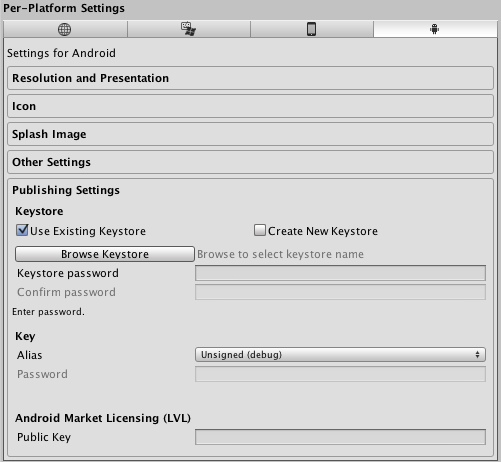 Per-Platform Settings
Settings for Android
Resolution and Presentation
Icon
Splash Image
Other Settings
Publishing Settings
Keystore
Use Existing Keystore Create New Keystore
Browse Keystore Browse to select keystore name
Keystore password
Confirm password
Enter password.
Key
Alias Unsigned (debug)
Password
Android Market Licensing (LVL)
Public Key